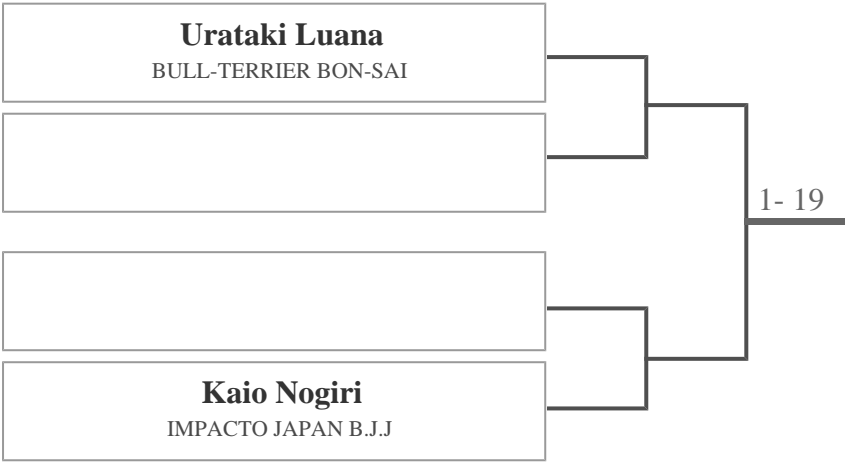 Urataki Luana
BULL-TERRIER BON-SAI
1- 19
Kaio Nogiri
IMPACTO JAPAN B.J.J